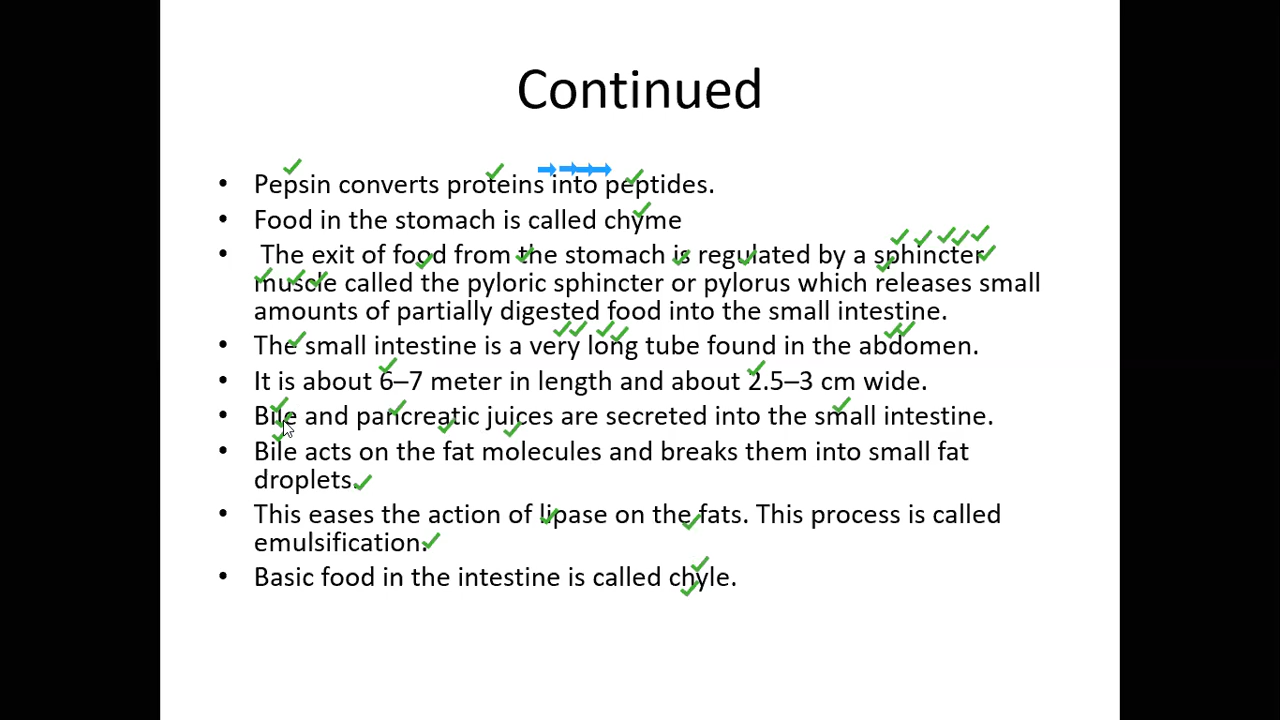 Continued
• Pepsin converts proteins into peptides.
• Food in the stomach is called chyme
• The exit of food from the stomach is regulated by a sphincter
muscle called the pyloric sphincter or pylorus which releases small
amounts of partially digested food into the small intestine.
• The small intestine is a very long tube found in the abdomen.
• It is about 6–7 meter in length and about 2.5–3 cm wide.
• Bile and pancreatic juices are secreted into the small intestine.
• Bile acts on the fat molecules and breaks them into small fat
droplets.
• This eases the action of lipase on the fats. This process is called
emulsification.
• Basic food in the intestine is called chyle.